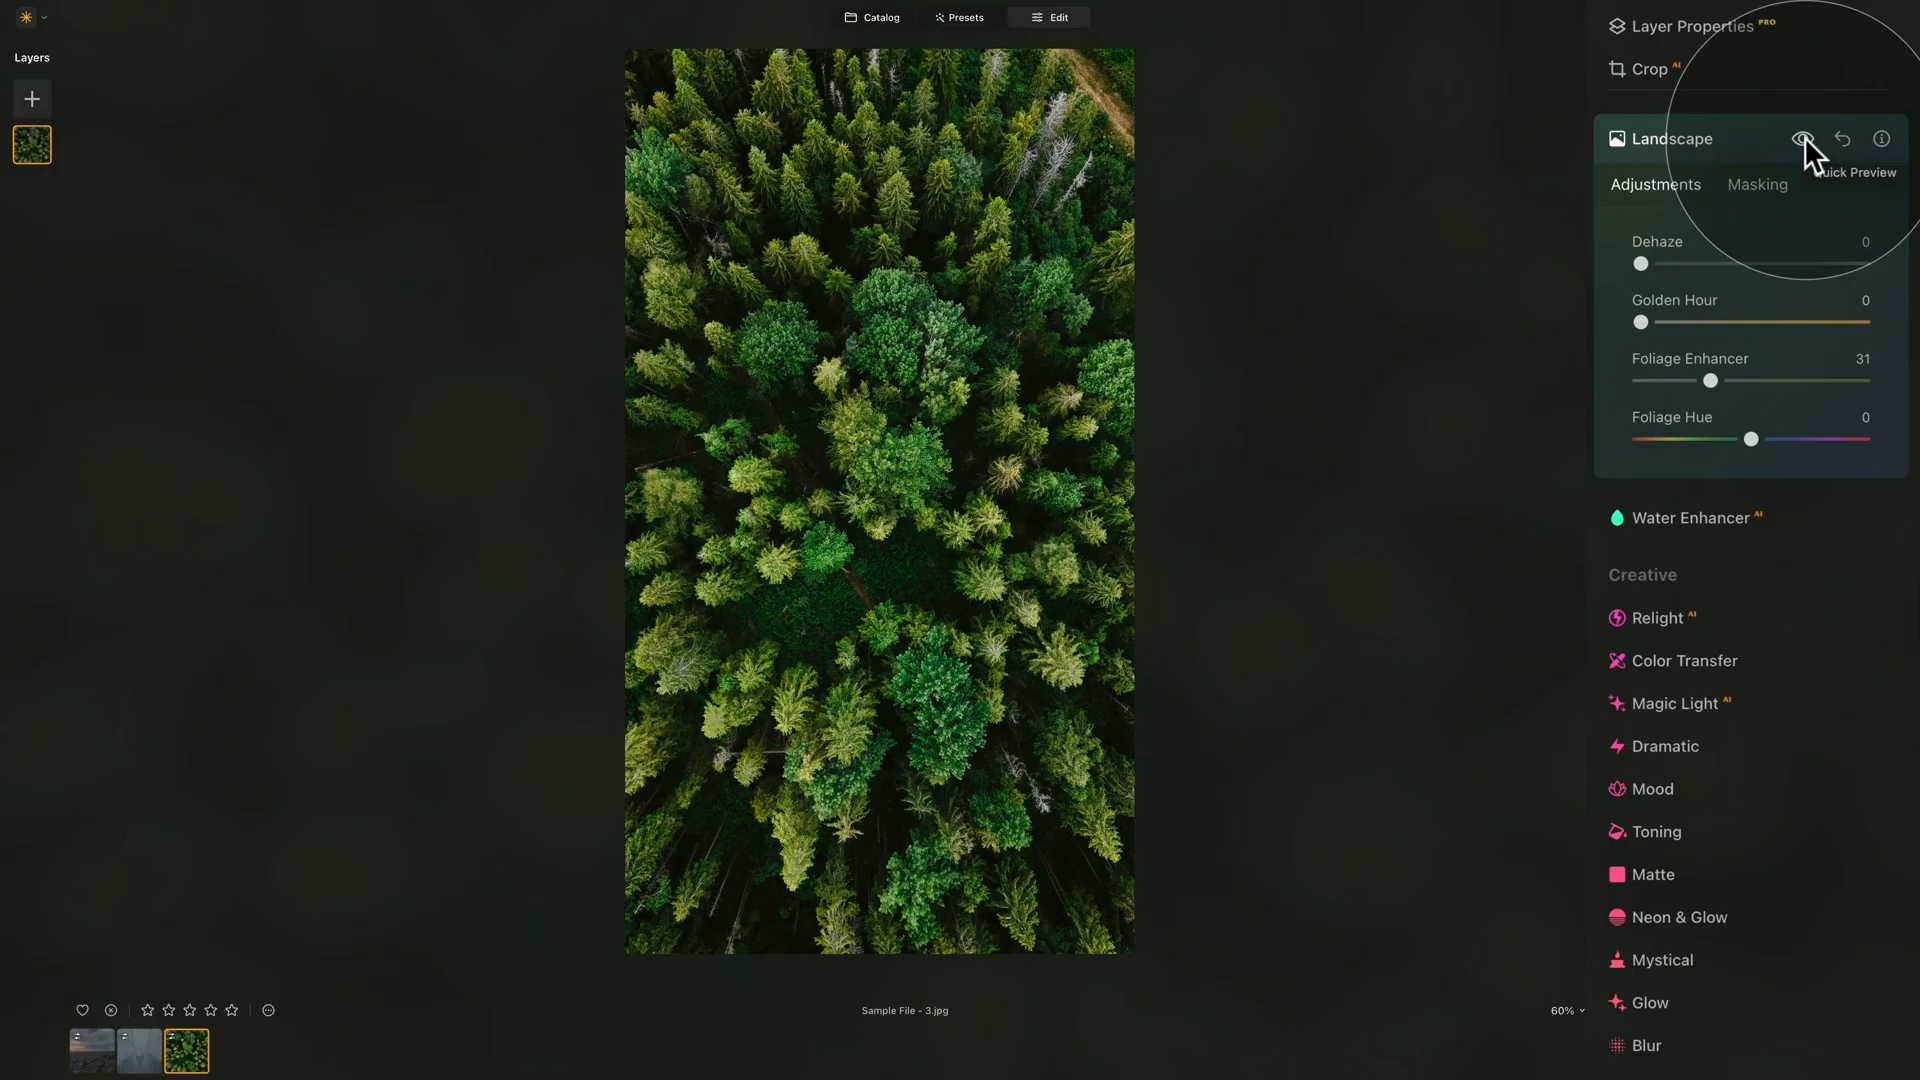 Catalog
Presets
Edit
Layers
Layer Properties PRO
Crop AI
Landscape
Quick Preview
Adjustments
Masking
Dehaze 0
Golden Hour 0
Foliage Enhancer 31
Foliage Hue 0
Water Enhancer AI
Creative
Relight AI
Color Transfer
Magic Light AI
Dramatic
Mood
Toning
Matte
Neon & Glow
Mystical
Glow
Blur
Sample File - 3.jpg
60%